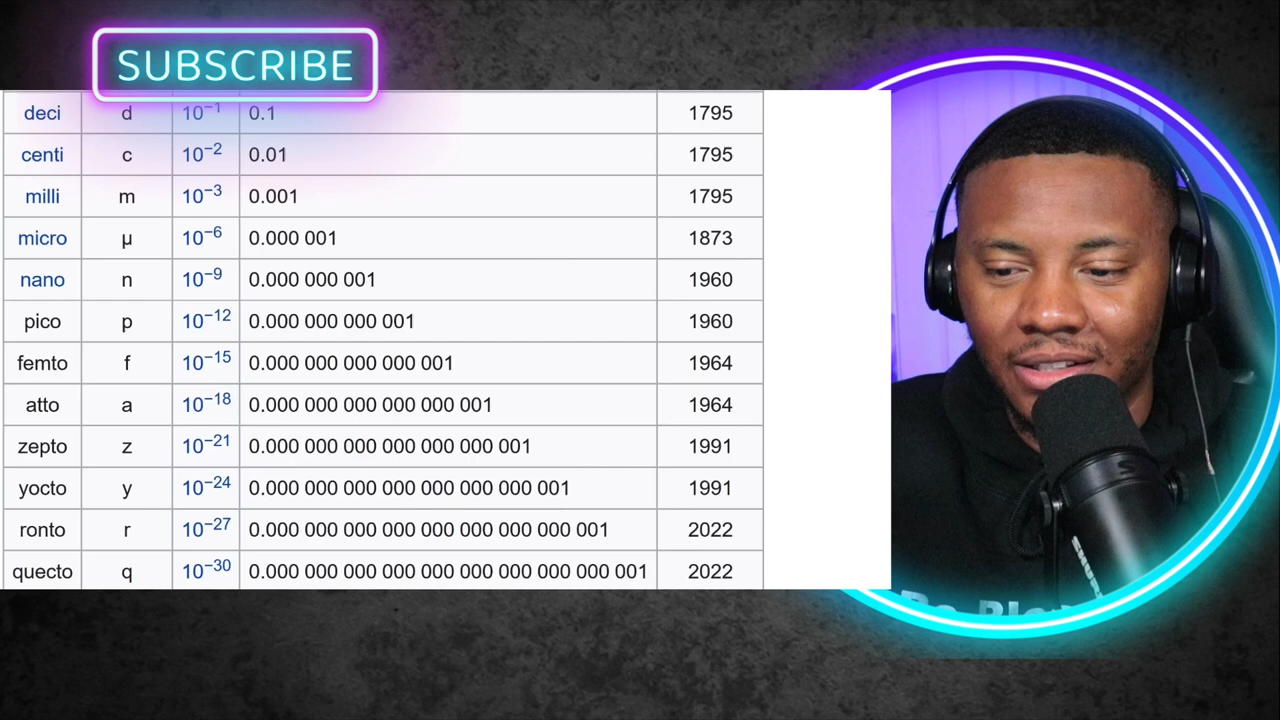 SUBSCRIBE
deci d 10⁻¹ 0.1 1795
centi c 10⁻² 0.01 1795
milli m 10⁻³ 0.001 1795
micro μ 10⁻⁶ 0.000 001 1873
nano n 10⁻⁹ 0.000 000 001 1960
pico p 10⁻¹² 0.000 000 000 001 1960
femto f 10⁻¹⁵ 0.000 000 000 000 001 1964
atto a 10⁻¹⁸ 0.000 000 000 000 000 001 1964
zepto z 10⁻²¹ 0.000 000 000 000 000 000 001 1991
yocto y 10⁻²⁴ 0.000 000 000 000 000 000 000 001 1991
ronto r 10⁻²⁷ 0.000 000 000 000 000 000 000 000 001 2022
quecto q 10⁻³⁰ 0.000 000 000 000 000 000 000 000 000 001 2022